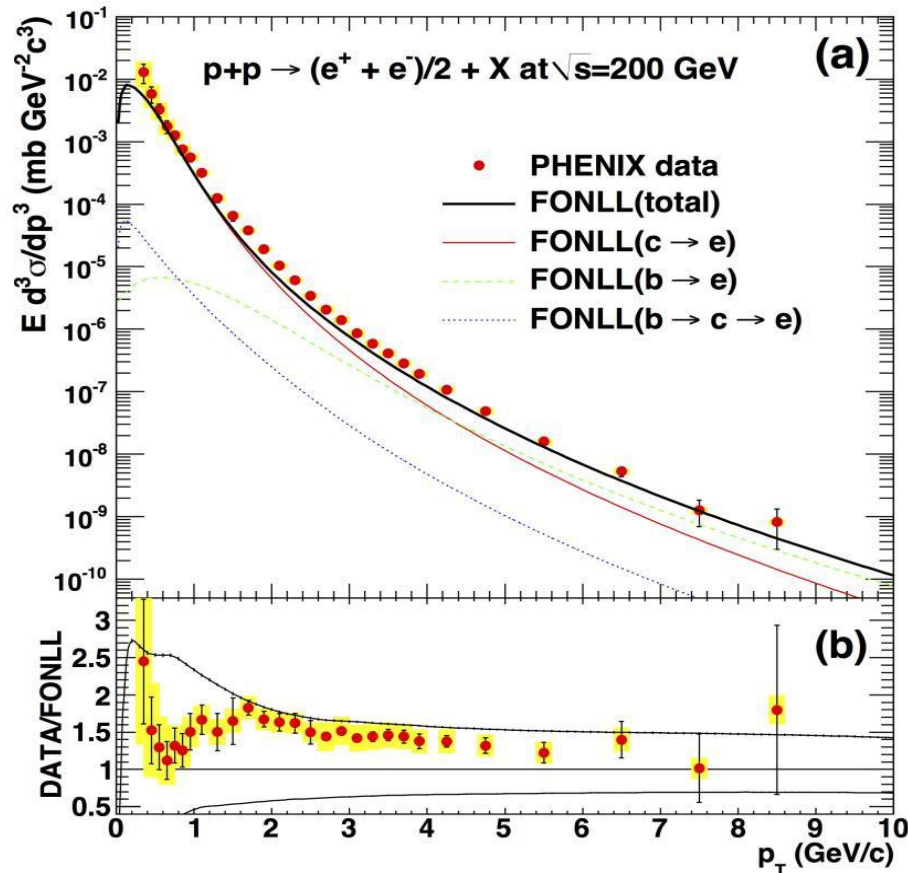 (a)
p+p → (e⁺ + e⁻)/2 + X at √s=200 GeV
PHENIX data
FONLL(total)
FONLL(c → e)
FONLL(b → e)
FONLL(b → c → e)
E d³σ/dp³ (mb GeV⁻²c³)
10⁻¹
10⁻²
10⁻³
10⁻⁴
10⁻⁵
10⁻⁶
10⁻⁷
10⁻⁸
10⁻⁹
10⁻¹⁰
(b)
DATA/FONLL
3
2.5
2
1.5
1
0.5
0 1 2 3 4 5 6 7 8 9 10
p_T (GeV/c)